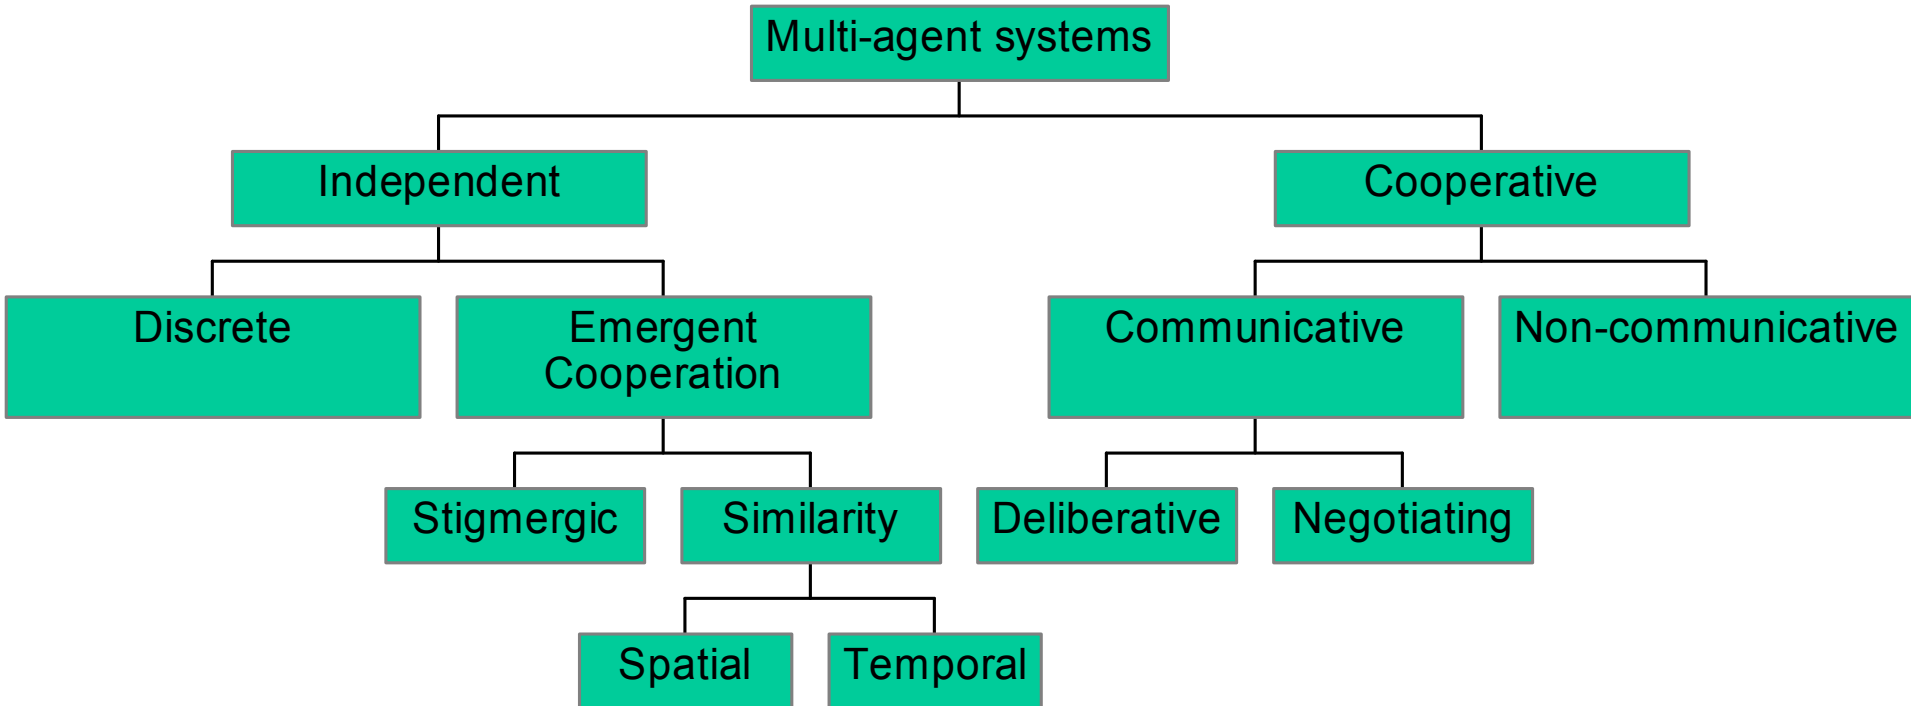 Multi-agent systems
Independent
Cooperative
Discrete
Emergent
Cooperation
Communicative
Non-communicative
Stigmergic
Similarity
Deliberative
Negotiating
Spatial
Temporal